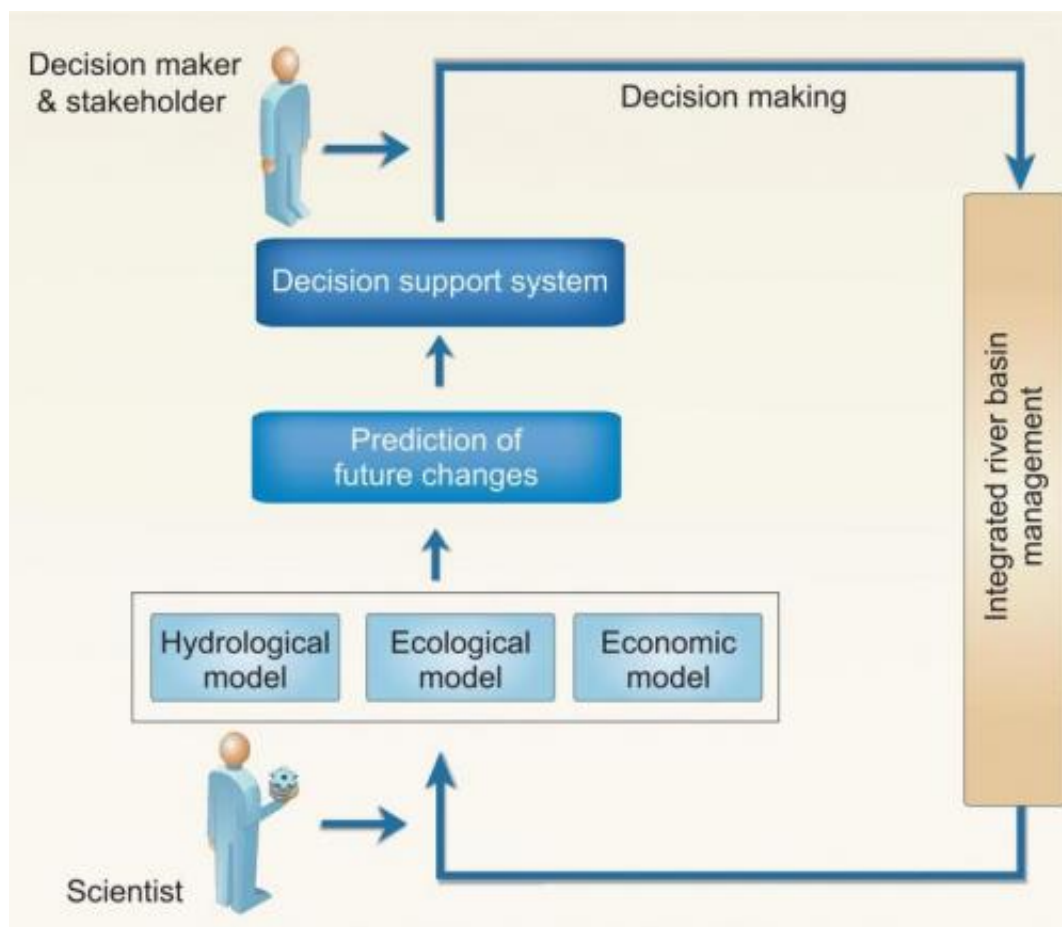 Decision maker
& stakeholder
Decision making
Decision support system
Prediction of
future changes
Hydrological
model
Ecological
model
Economic
model
Scientist
Integrated river basin
management